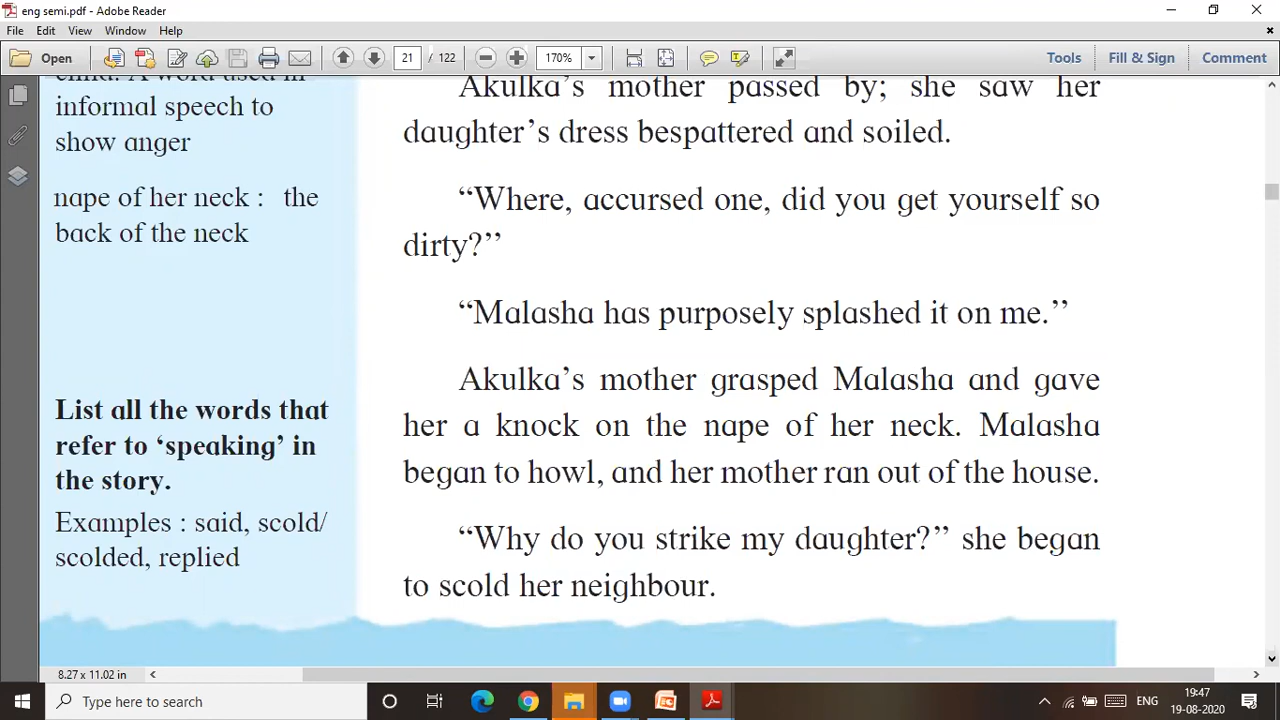 eng semi.pdf - Adobe Reader
File Edit View Window Help
Open 21 / 122 170% Tools Fill & Sign Comment
child. A word used in
informal speech to
show anger
nape of her neck : the
back of the neck
List all the words that
refer to ‘speaking’ in
the story.
Examples : said, scold/
scolded, replied
Akulka’s mother passed by; she saw her
daughter’s dress bespattered and soiled.
“Where, accursed one, did you get yourself so
dirty?’’
“Malasha has purposely splashed it on me.’’
Akulka’s mother grasped Malasha and gave
her a knock on the nape of her neck. Malasha
began to howl, and her mother ran out of the house.
“Why do you strike my daughter?’’ she began
to scold her neighbour.
8.27 x 11.02 in
Type here to search
ENG
19:47
19-08-2020